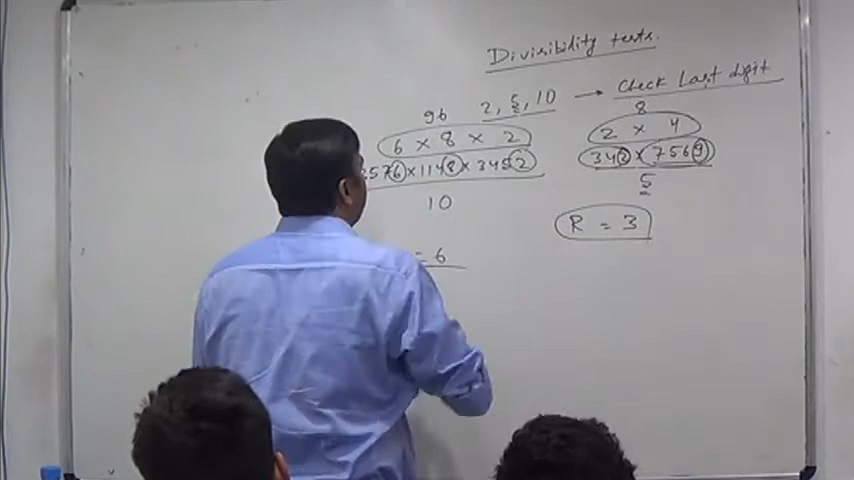 Divisibility tests.
2, 5, 10 → Check Last digit
96
6 × 8 × 2
3576×1148×3452
10
= 6
8
2 × 4
342×7569
5
R = 3